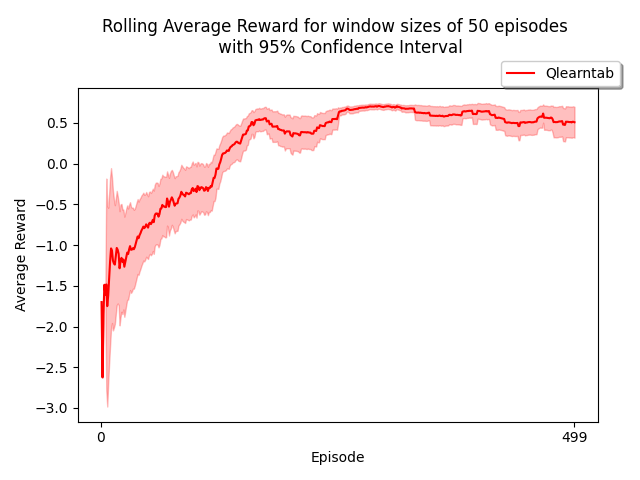 Rolling Average Reward for window sizes of 50 episodes
with 95% Confidence Interval
Qlearntab
0.5
0.0
−0.5
−1.0
−1.5
−2.0
−2.5
−3.0
Average Reward
0
499
Episode